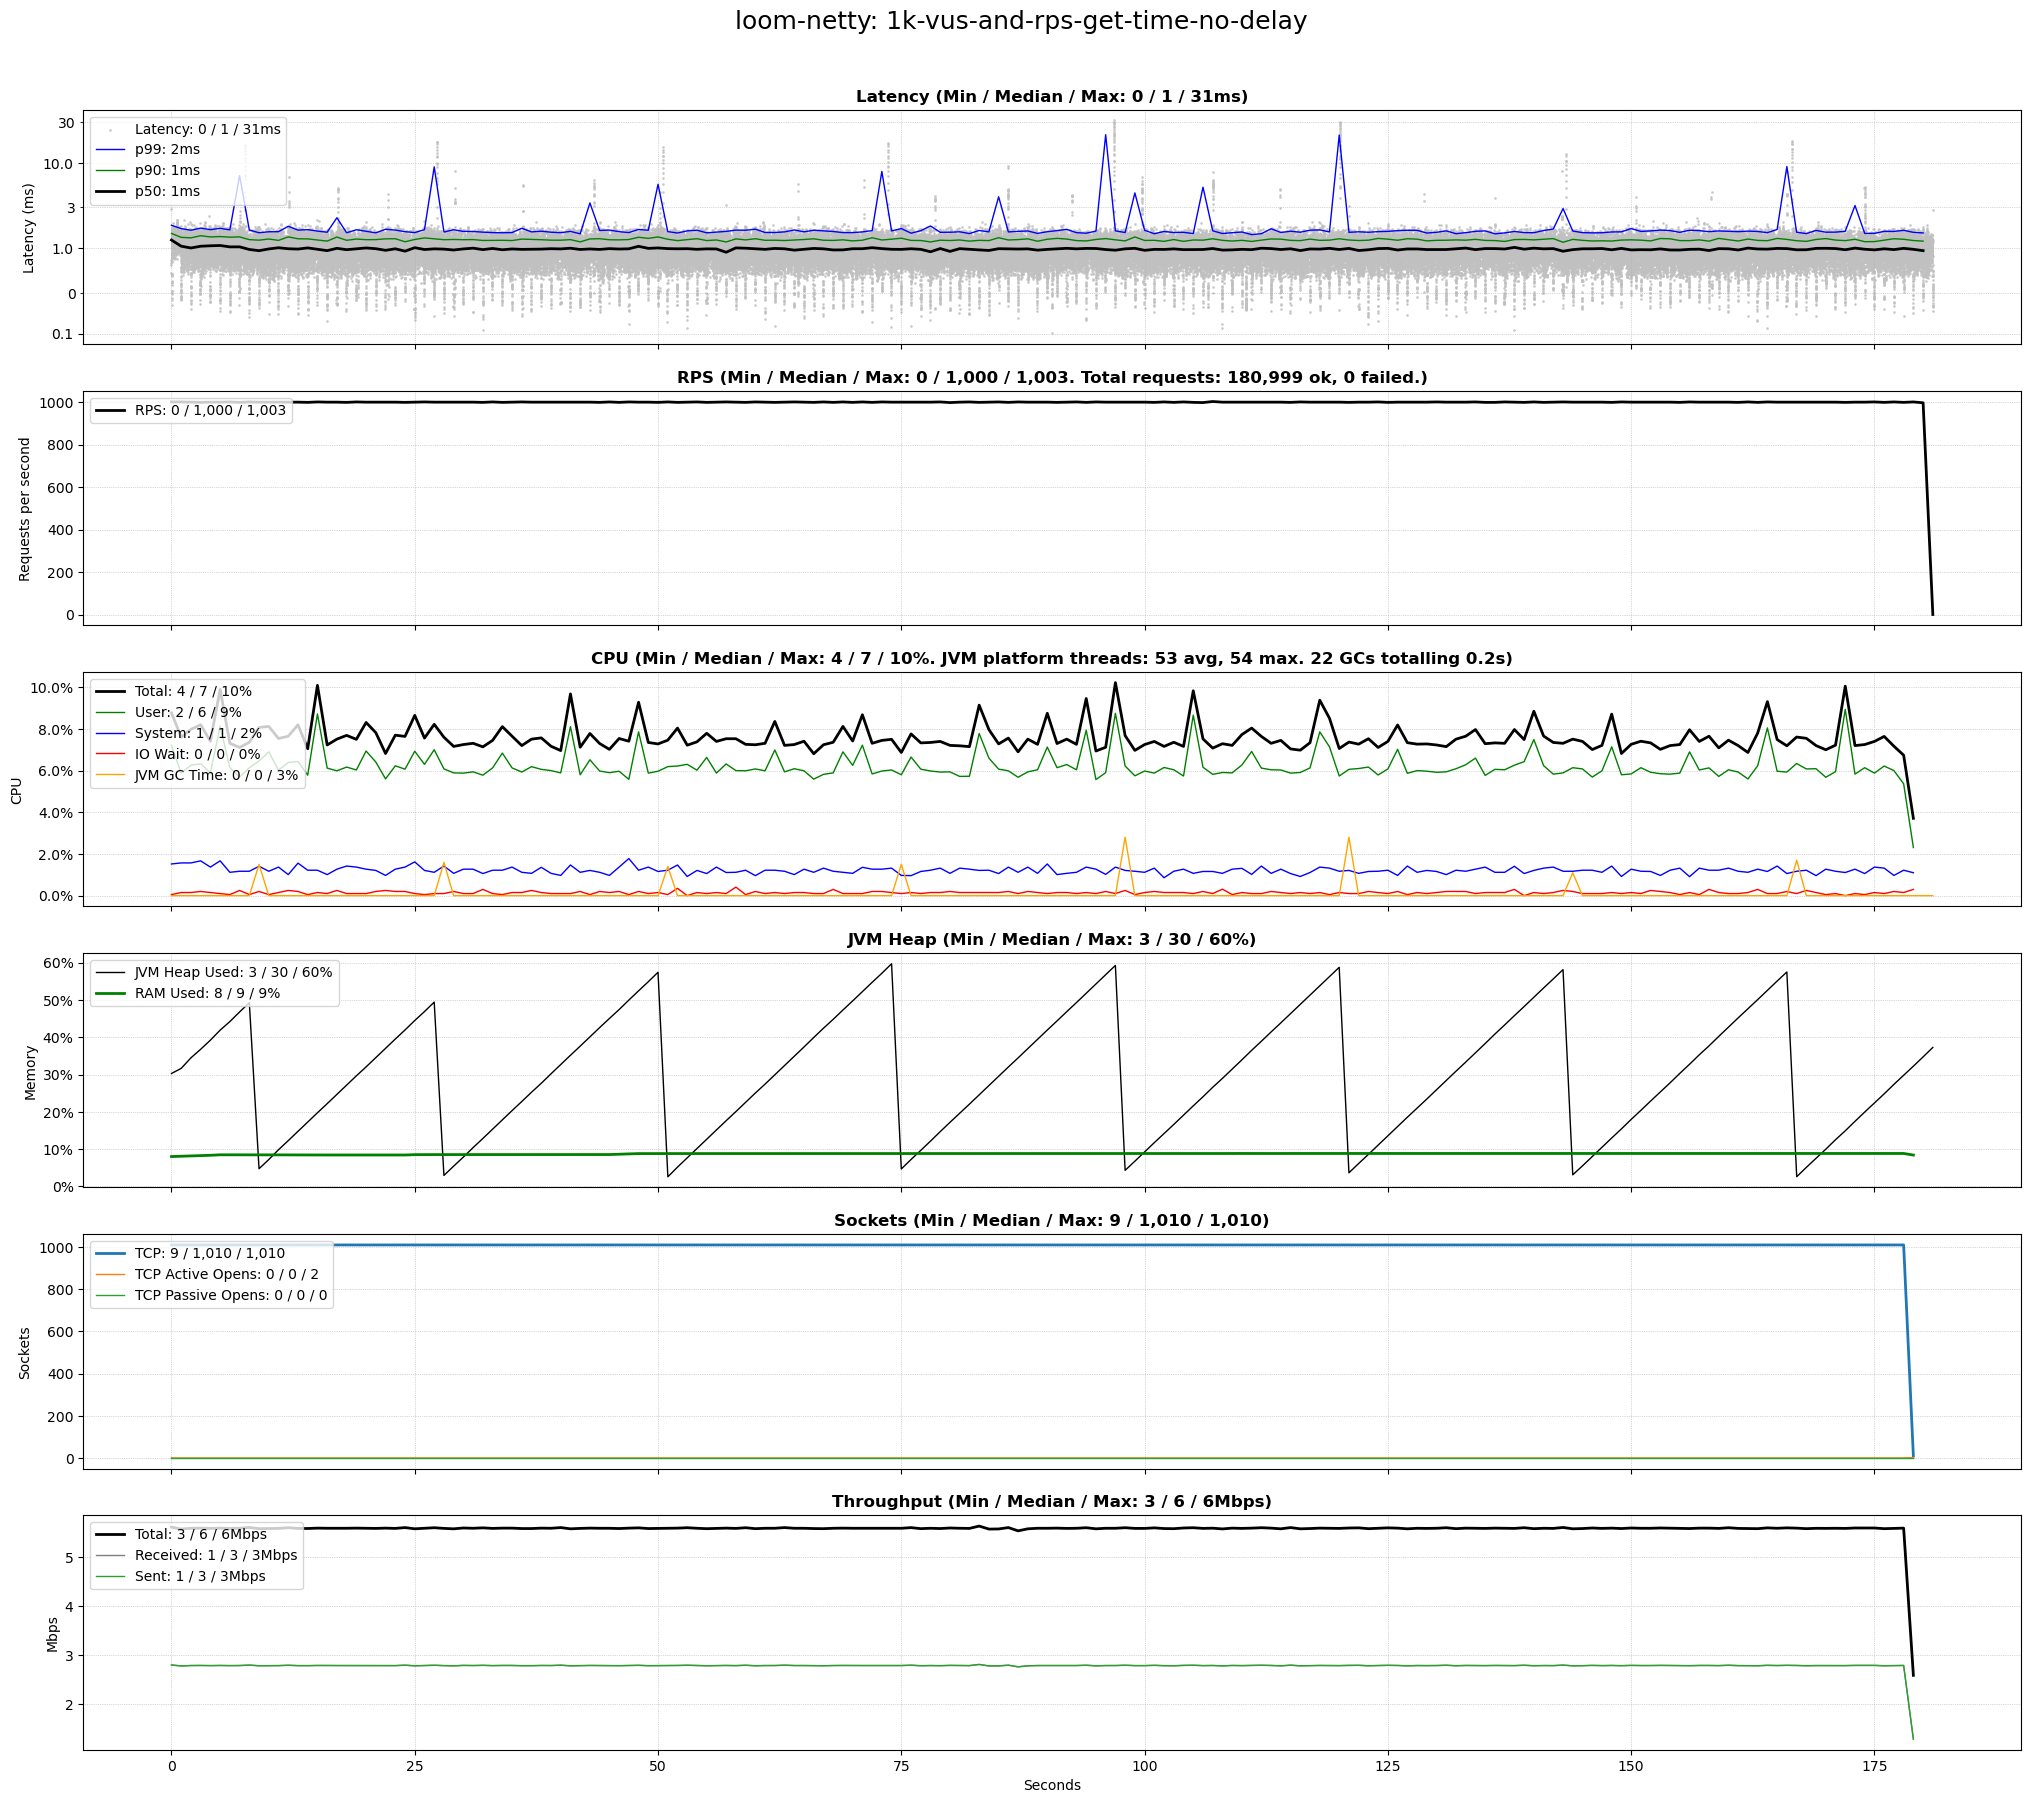 loom-netty: 1k-vus-and-rps-get-time-no-delay
Latency (Min / Median / Max: 0 / 1 / 31ms)
Latency (ms)
30
10.0
3
1.0
0
0.1
Latency: 0 / 1 / 31ms
p99: 2ms
p90: 1ms
p50: 1ms
RPS (Min / Median / Max: 0 / 1,000 / 1,003. Total requests: 180,999 ok, 0 failed.)
Requests per second
1000
800
600
400
200
0
RPS: 0 / 1,000 / 1,003
CPU (Min / Median / Max: 4 / 7 / 10%. JVM platform threads: 53 avg, 54 max. 22 GCs totalling 0.2s)
CPU
10.0%
8.0%
6.0%
4.0%
2.0%
0.0%
Total: 4 / 7 / 10%
User: 2 / 6 / 9%
System: 1 / 1 / 2%
IO Wait: 0 / 0 / 0%
JVM GC Time: 0 / 0 / 3%
JVM Heap (Min / Median / Max: 3 / 30 / 60%)
Memory
60%
50%
40%
30%
20%
10%
0%
JVM Heap Used: 3 / 30 / 60%
RAM Used: 8 / 9 / 9%
Sockets (Min / Median / Max: 9 / 1,010 / 1,010)
Sockets
1000
800
600
400
200
0
TCP: 9 / 1,010 / 1,010
TCP Active Opens: 0 / 0 / 2
TCP Passive Opens: 0 / 0 / 0
Throughput (Min / Median / Max: 3 / 6 / 6Mbps)
Mbps
5
4
3
2
Total: 3 / 6 / 6Mbps
Received: 1 / 3 / 3Mbps
Sent: 1 / 3 / 3Mbps
0 25 50 75 100 125 150 175
Seconds